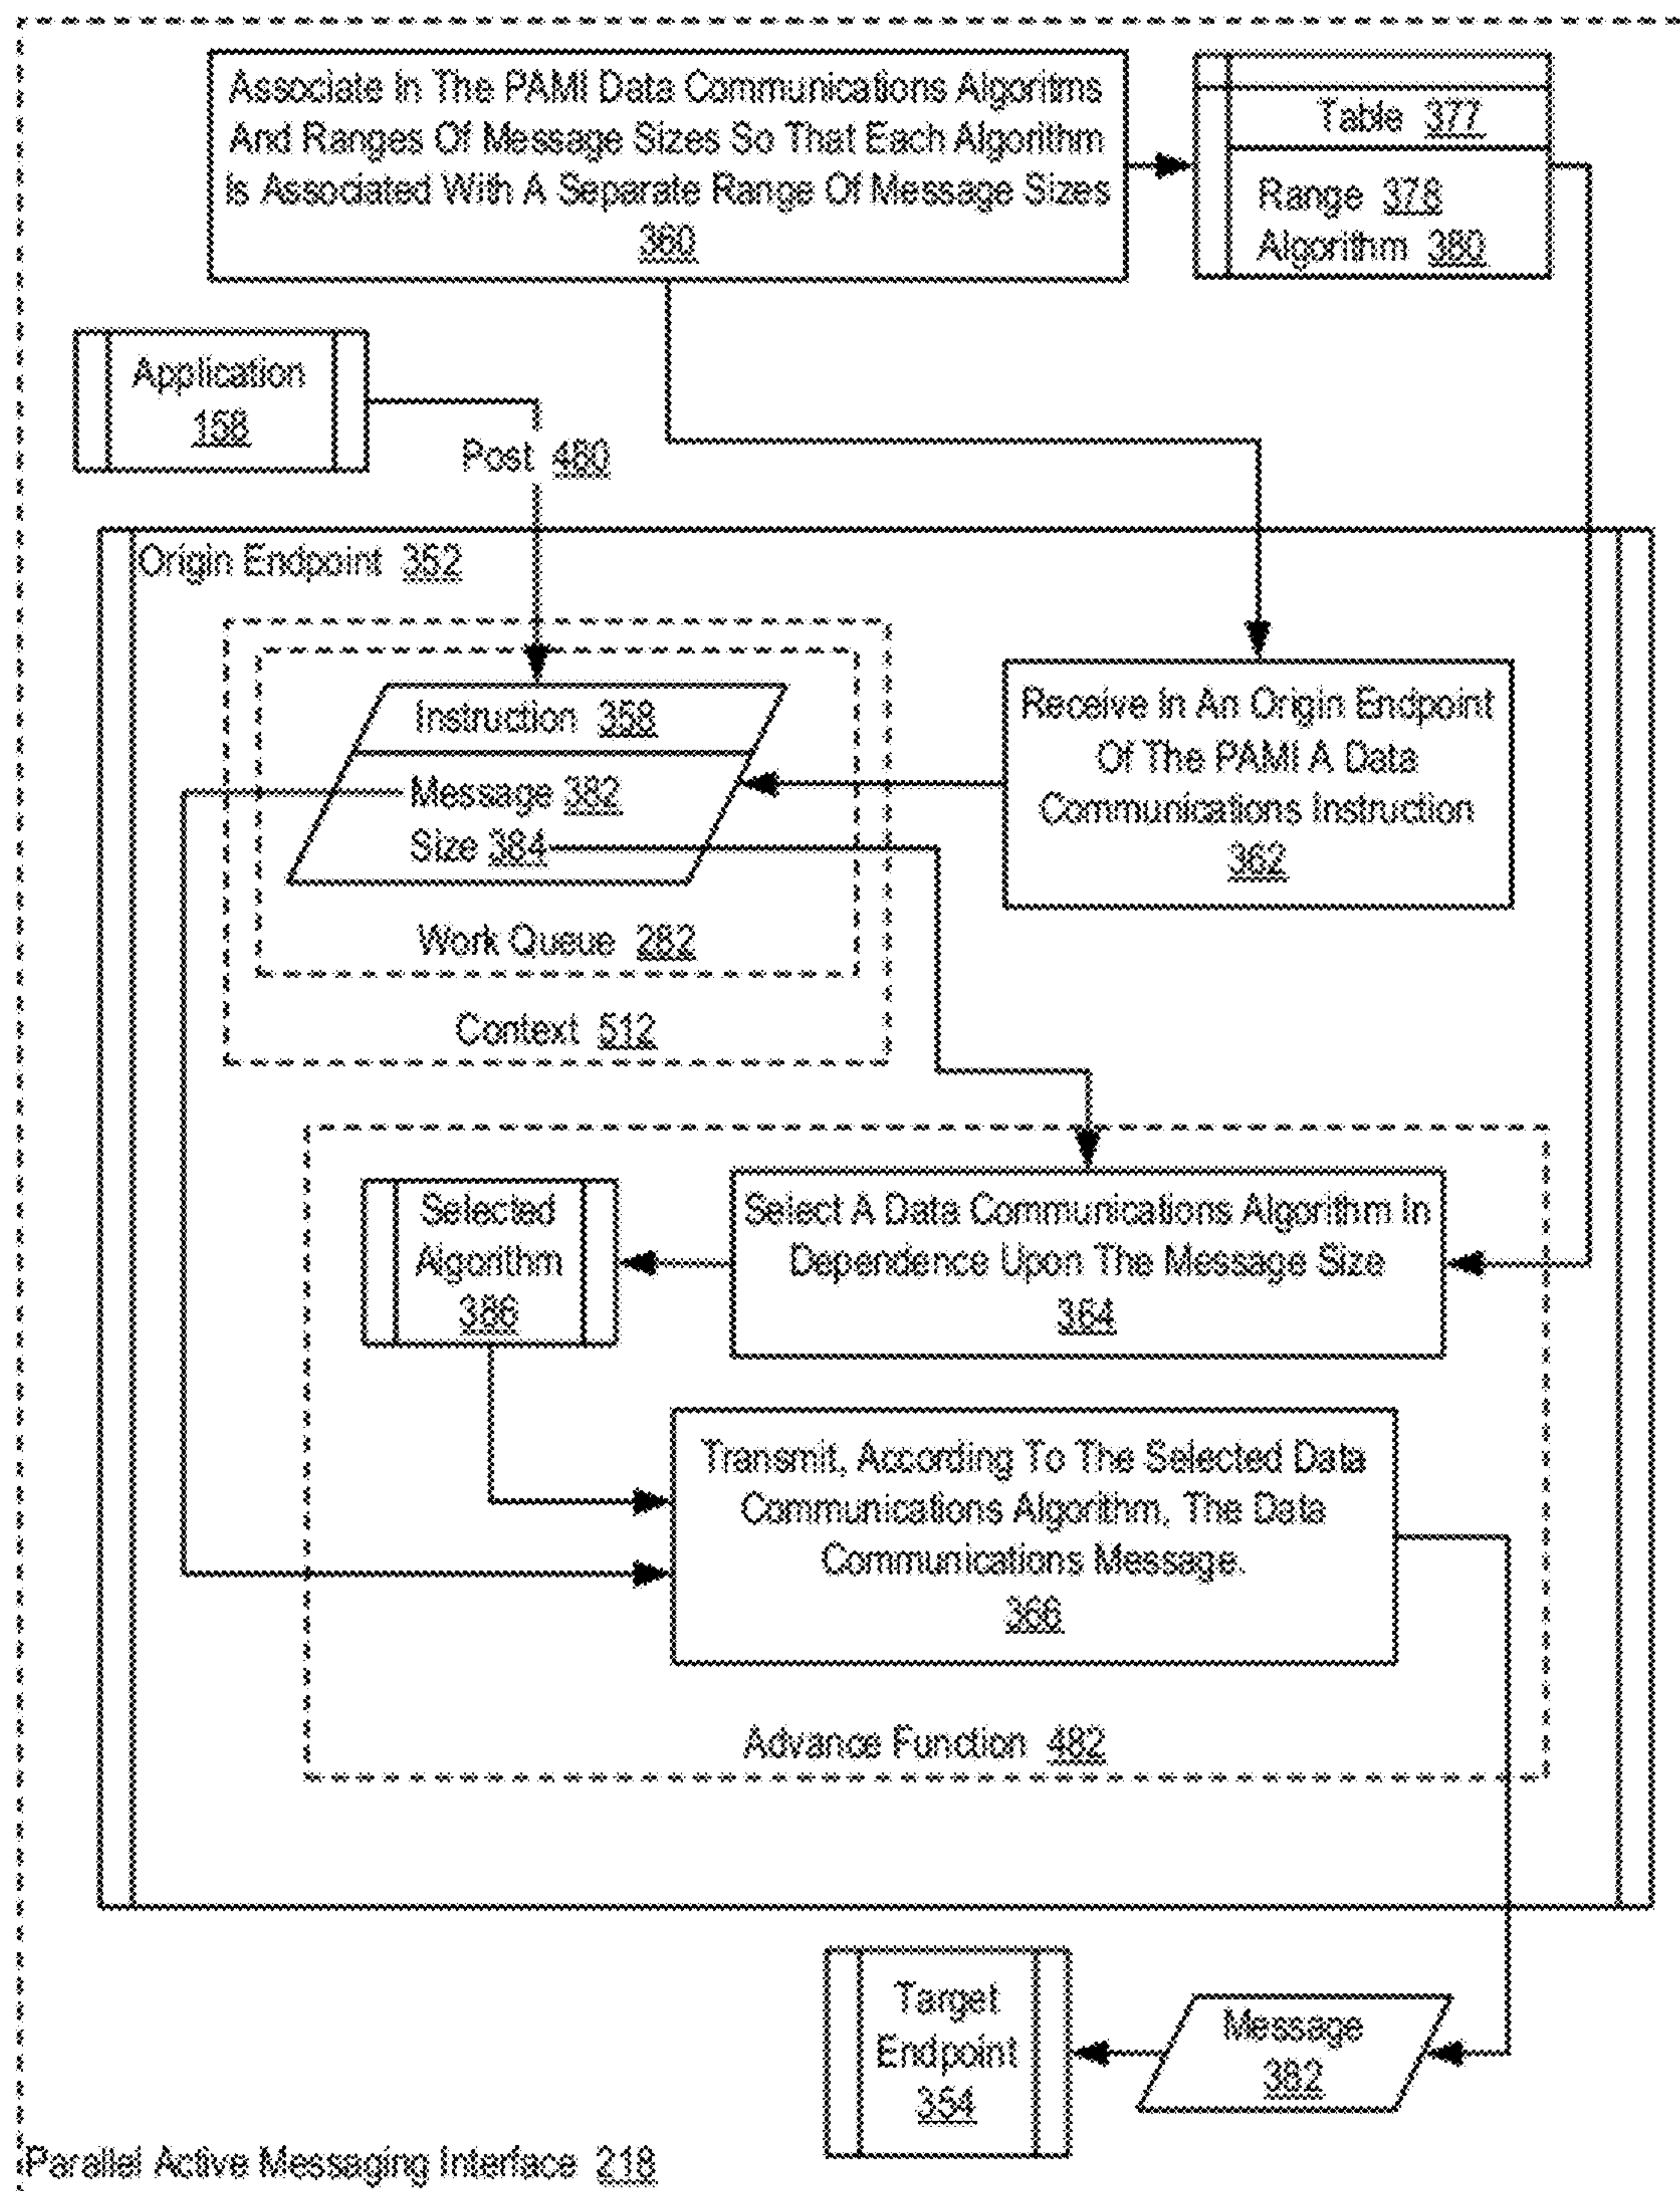 Associate In The PAMI Data Communications Algoritms
And Ranges Of Message Sizes So That Each Algorithm
Is Associated With A Separate Range Of Message Sizes
360
Table 377
Range 378
Algorithm 380
Application
158
Post 480
Origin Endpoint 352
Instruction 358
Message 382
Size 384
Work Queue 282
Context 512
Receive In An Origin Endpoint
Of The PAMI A Data
Communications Instruction
362
Selected
Algorithm
386
Select A Data Communications Algorithm In
Dependence Upon The Message Size
364
Transmit, According To The Selected Data
Communications Algorithm, The Data
Communications Message.
366
Advance Function 482
Target
Endpoint
354
Message
382
Parallel Active Messaging Interface 218